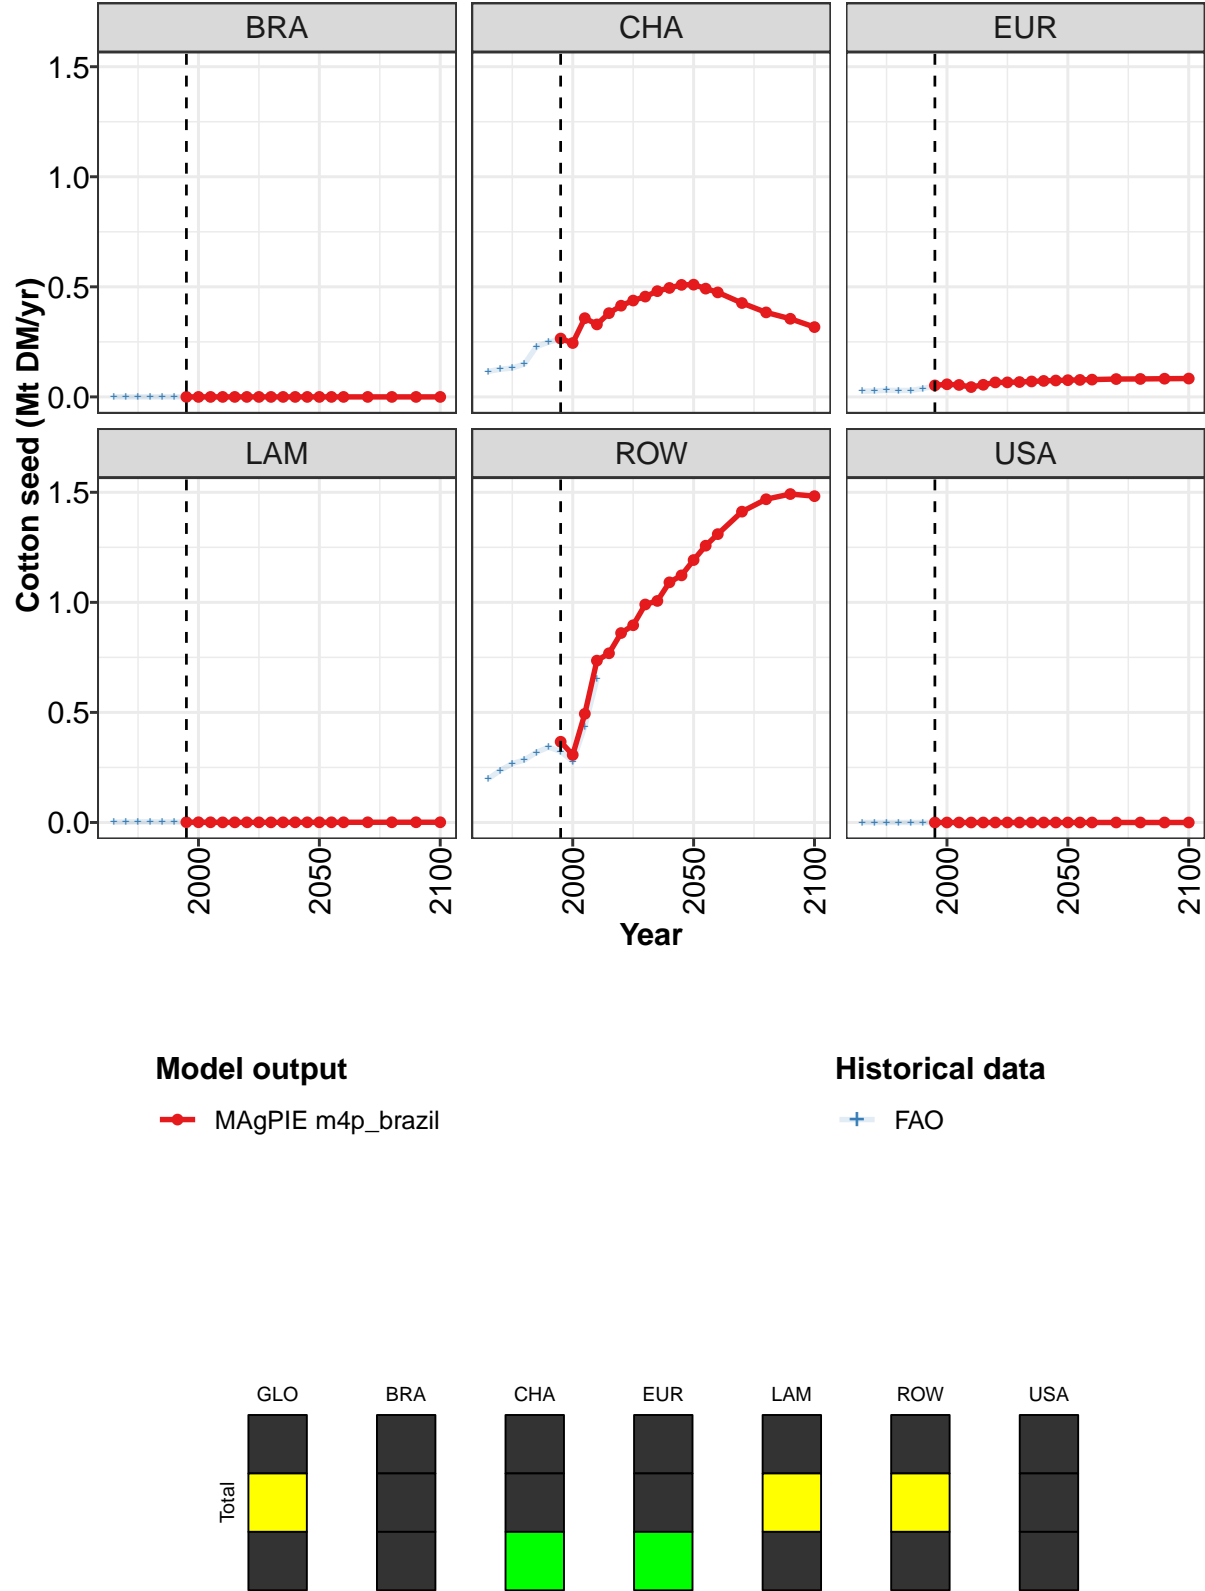 BRA CHA EUR
1.5
1.0
0.5
0.0
Cotton seed (Mt DM/yr)
LAM ROW USA
1.5
1.0
0.5
0.0
2000 2050 2100 2000 2050 2100 2000 2050 2100
Year
Model output
MAgPIE m4p_brazil
Historical data
FAO
GLO BRA CHA EUR LAM ROW USA
Total